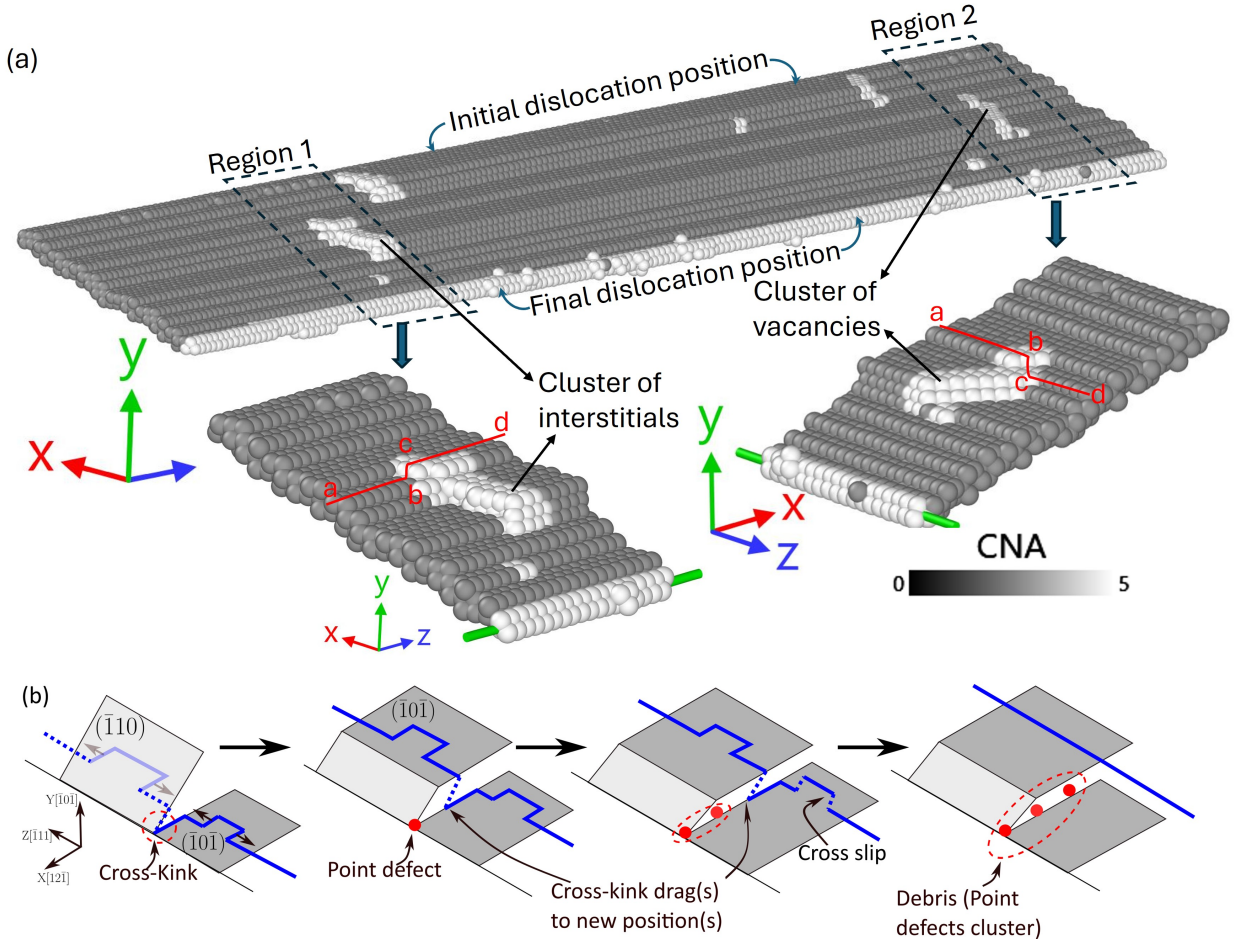 (a)
Region 2
Initial dislocation position
Region 1
Final dislocation position
Cluster of
vacancies
a
b
c
d
Cluster of
interstitials
d
c
a
b
y
x
y
x
z
y
x
z
CNA
0
5
(b)
(1̄10)
(1̄01̄)
Y[1̄01̄]
Z[1̄11]
X[121̄]
Cross-Kink
(1̄01̄)
Point defect
Cross-kink drag(s)
to new position(s)
Cross slip
Debris (Point
defects cluster)